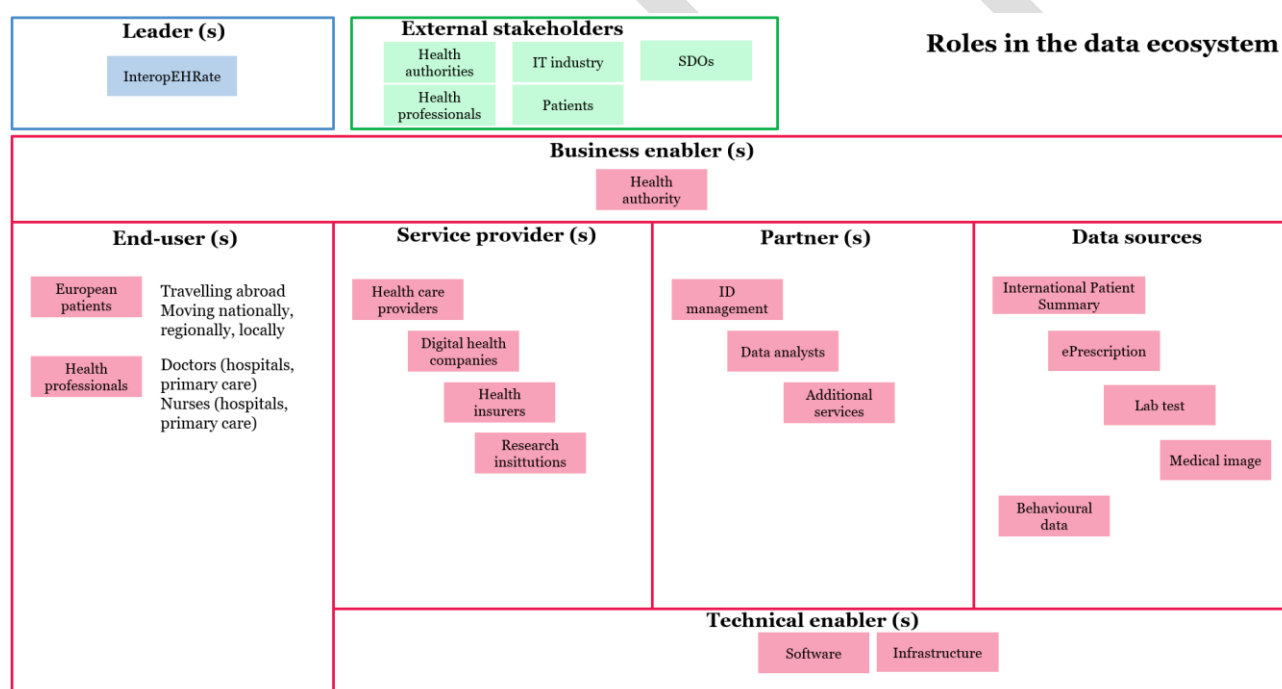 Leader (s)
InteropEHRate
External stakeholders
Health
authorities
IT industry
SDOs
Health
professionals
Patients
Roles in the data ecosystem
Business enabler (s)
Health
authority
End-user (s)
European
patients
Travelling abroad
Moving nationally,
regionally, locally
Health
professionals
Doctors (hospitals,
primary care)
Nurses (hospitals,
primary care)
Service provider (s)
Health care
providers
Digital health
companies
Health
insurers
Research
insittutions
Partner (s)
ID
management
Data analysts
Additional
services
Data sources
International Patient
Summary
ePrescription
Lab test
Medical image
Behavioural
data
Technical enabler (s)
Software
Infrastructure